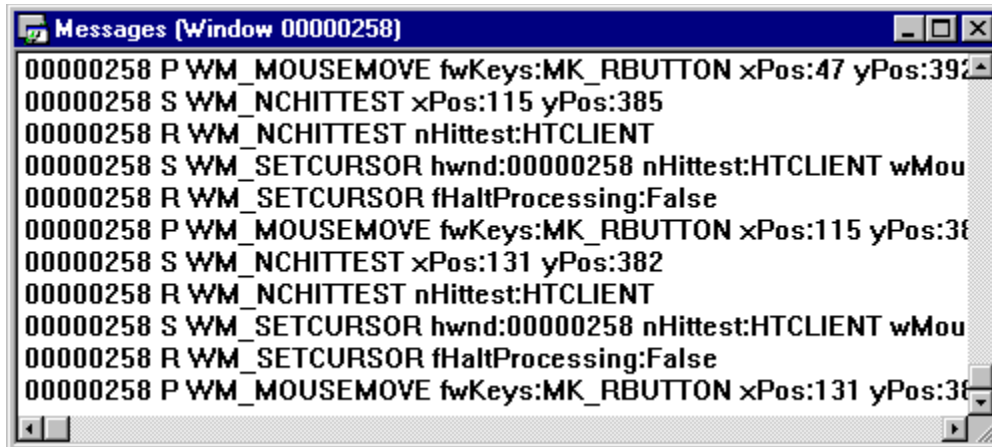 Messages (Window 00000258)
00000258 P WM_MOUSEMOVE fwKeys:MK_RBUTTON xPos:47 yPos:392
00000258 S WM_NCHITTEST xPos:115 yPos:385
00000258 R WM_NCHITTEST nHittest:HTCLIENT
00000258 S WM_SETCURSOR hwnd:00000258 nHittest:HTCLIENT wMou
00000258 R WM_SETCURSOR fHaltProcessing:False
00000258 P WM_MOUSEMOVE fwKeys:MK_RBUTTON xPos:115 yPos:38
00000258 S WM_NCHITTEST xPos:131 yPos:382
00000258 R WM_NCHITTEST nHittest:HTCLIENT
00000258 S WM_SETCURSOR hwnd:00000258 nHittest:HTCLIENT wMou
00000258 R WM_SETCURSOR fHaltProcessing:False
00000258 P WM_MOUSEMOVE fwKeys:MK_RBUTTON xPos:131 yPos:38